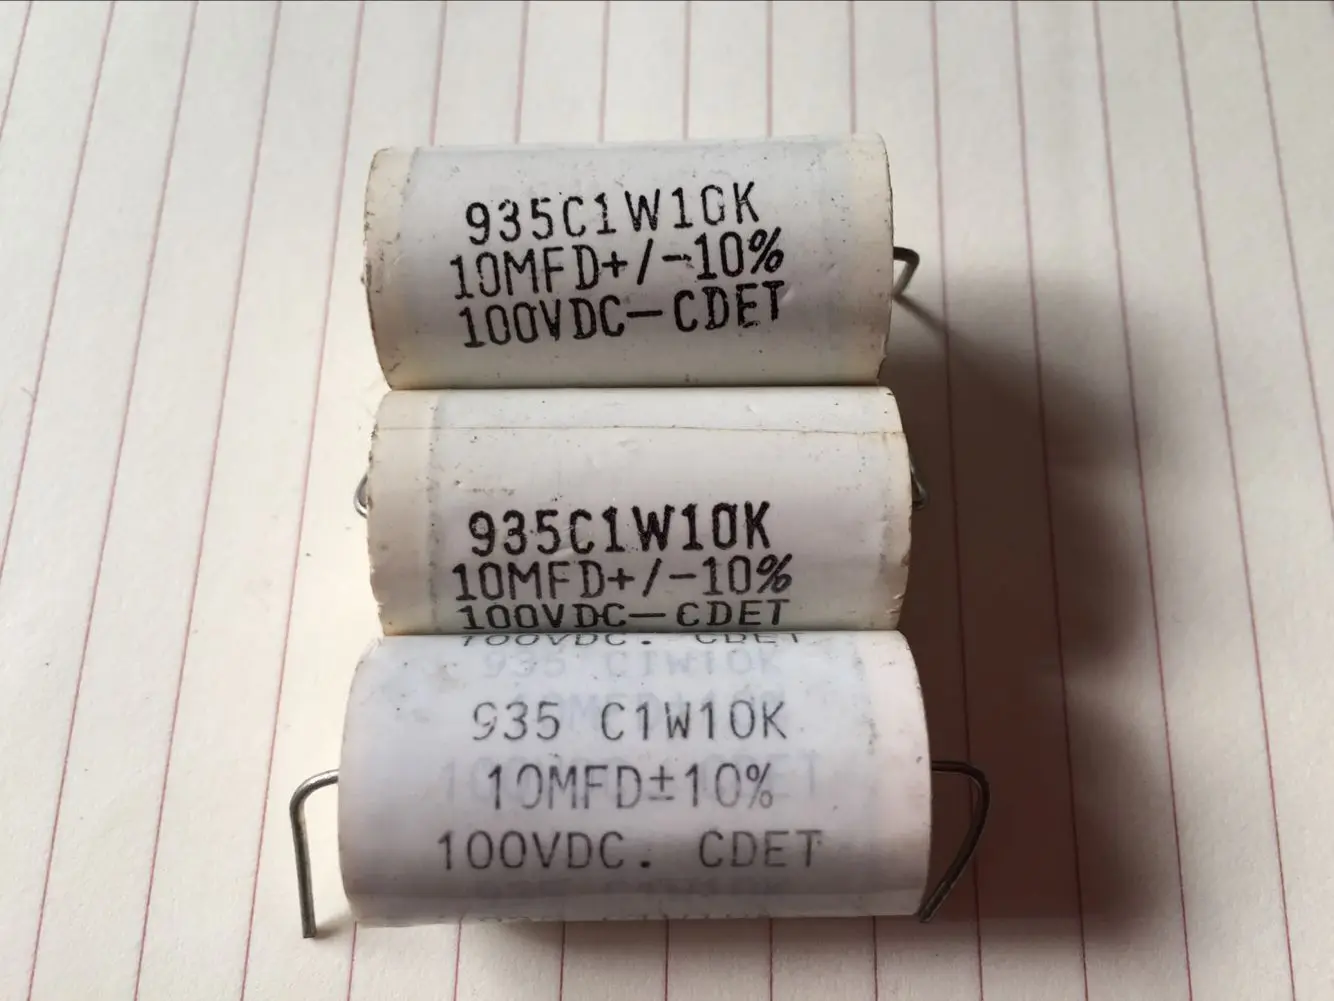 935C1W10K
10MFD+/-10%
100VDC-CDET
935C1W10K
10MFD+/-10%
100VDC-CDET
100VDC. CDET
935 C1W10K
935 C1W10K
10MFD±10%
100VDC. CDET